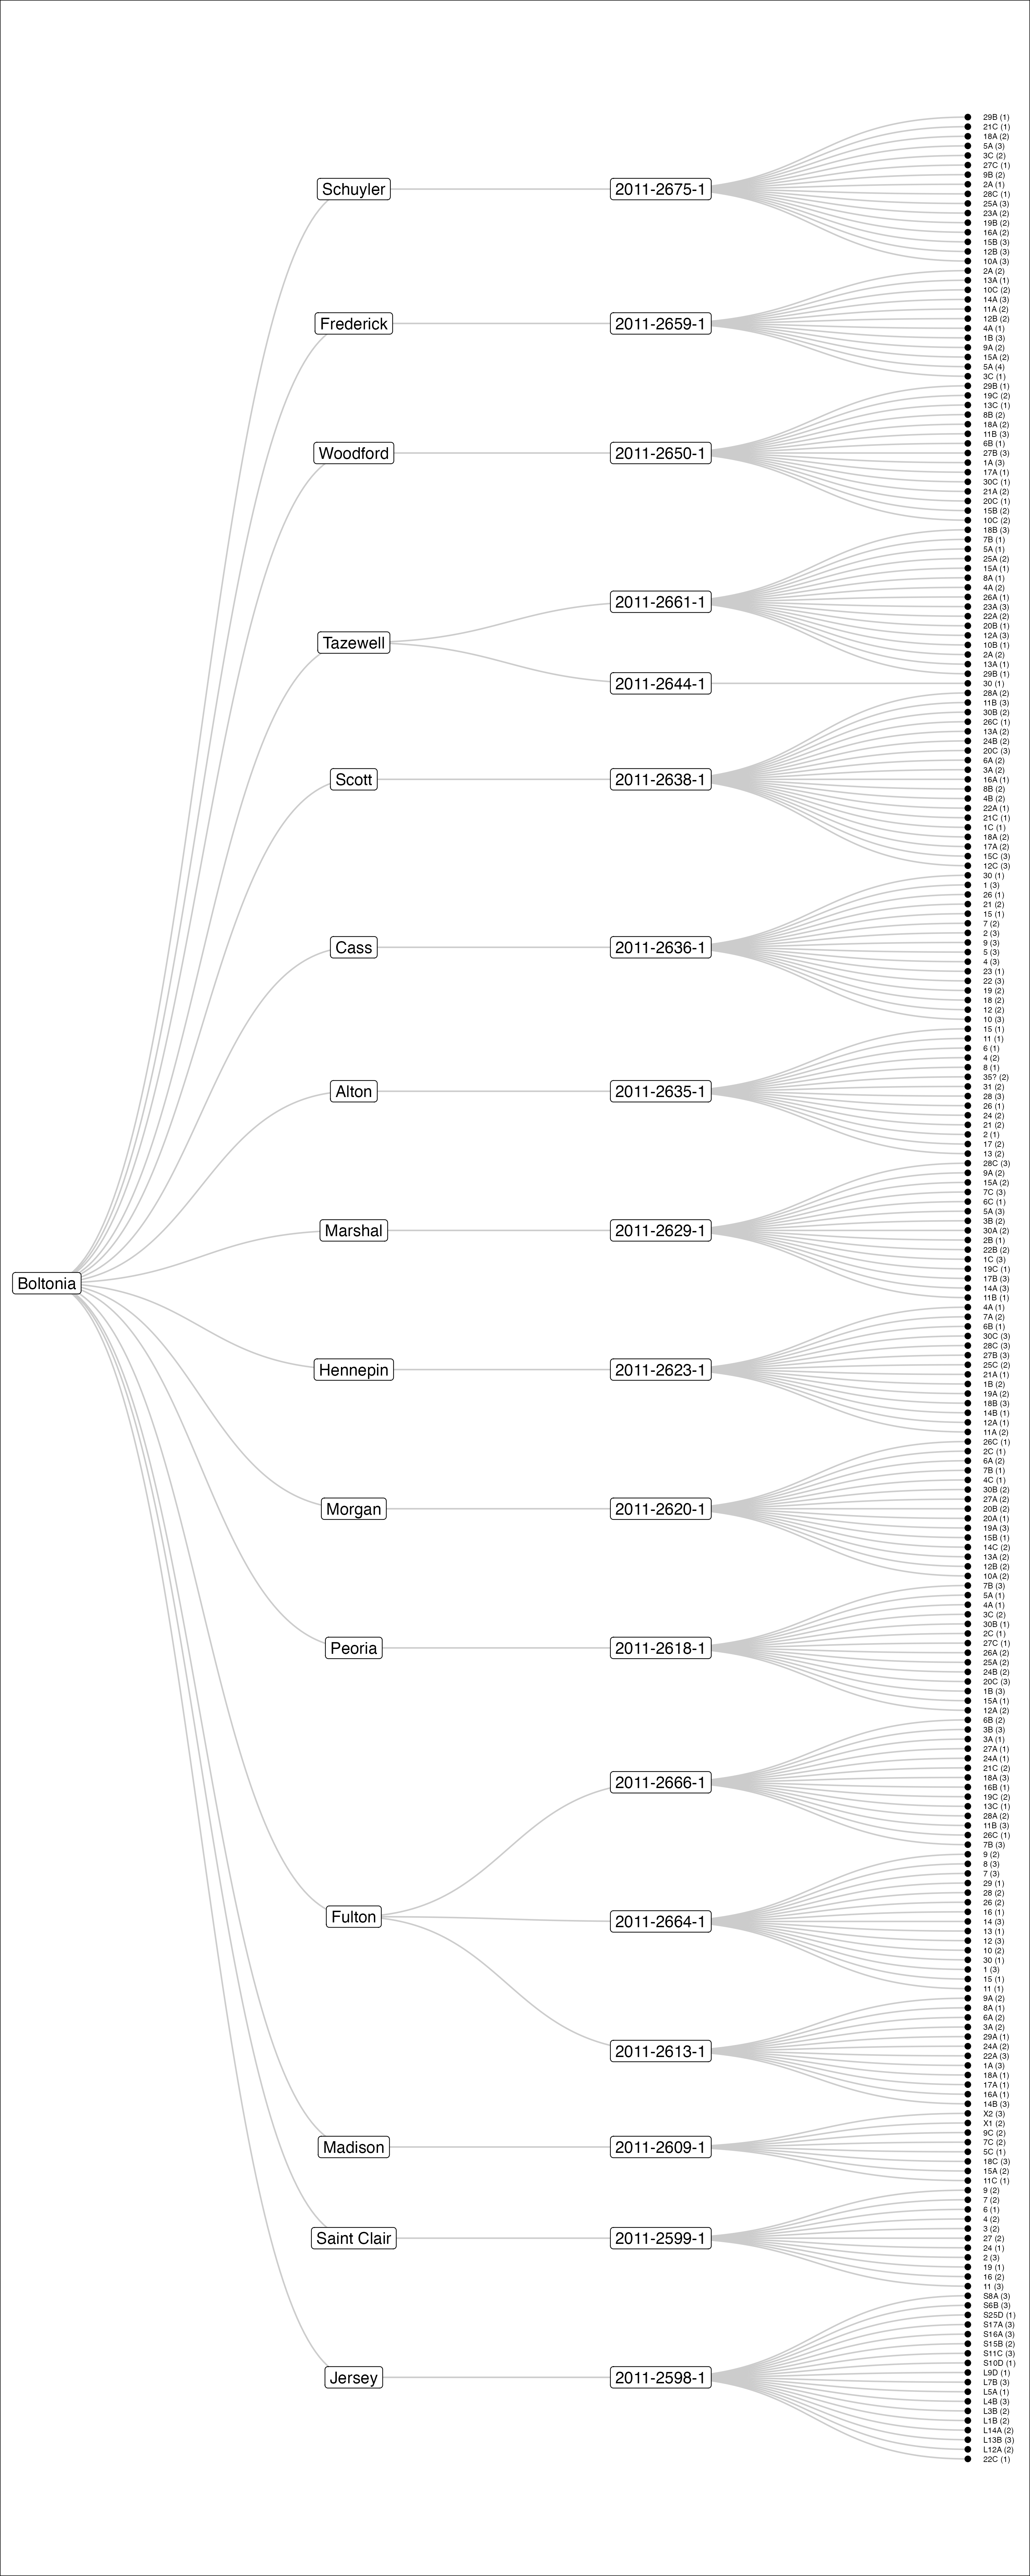 Boltonia
Schuyler
2011-2675-1
29B (1)
21C (1)
18A (2)
5A (3)
3C (2)
27C (1)
9B (2)
2A (1)
28C (1)
25A (3)
23A (2)
19B (2)
16A (2)
15B (3)
12B (3)
10A (3)
Frederick
2011-2659-1
2A (2)
13A (1)
10C (2)
14A (3)
11A (2)
12B (2)
4A (1)
1B (3)
9A (2)
15A (2)
5A (4)
3C (1)
Woodford
2011-2650-1
29B (1)
19C (2)
13C (1)
8B (2)
18A (2)
11B (3)
6B (1)
27B (3)
1A (3)
17A (1)
30C (1)
21A (2)
20C (1)
15B (2)
10C (2)
Tazewell
2011-2661-1
18B (3)
7B (1)
5A (1)
25A (2)
15A (1)
8A (1)
4A (2)
26A (1)
23A (3)
22A (2)
20B (1)
12A (3)
10B (1)
2A (2)
13A (1)
29B (1)
2011-2644-1
30 (1)
Scott
2011-2638-1
28A (2)
11B (3)
30B (2)
26C (1)
13A (2)
24B (2)
20C (3)
6A (2)
3A (2)
16A (1)
8B (2)
4B (2)
22A (1)
21C (1)
1C (1)
18A (2)
17A (2)
15C (3)
12C (3)
Cass
2011-2636-1
30 (1)
1 (3)
26 (1)
21 (2)
15 (1)
7 (2)
2 (3)
9 (3)
5 (3)
4 (3)
23 (1)
22 (3)
19 (2)
18 (2)
12 (2)
10 (3)
Alton
2011-2635-1
15 (1)
11 (1)
6 (1)
4 (2)
8 (1)
35? (2)
31 (2)
28 (3)
26 (1)
24 (2)
21 (2)
2 (1)
17 (2)
13 (2)
Marshal
2011-2629-1
28C (3)
9A (2)
15A (2)
7C (3)
6C (1)
5A (3)
3B (2)
30A (2)
2B (1)
22B (2)
1C (3)
19C (1)
17B (3)
14A (3)
11B (1)
Hennepin
2011-2623-1
4A (1)
7A (2)
6B (1)
30C (3)
28C (3)
27B (3)
25C (2)
21A (1)
1B (2)
19A (2)
18B (3)
14B (1)
12A (1)
11A (2)
Morgan
2011-2620-1
26C (1)
2C (1)
6A (2)
7B (1)
4C (1)
30B (2)
27A (2)
20B (2)
20A (1)
19A (3)
15B (1)
14C (2)
13A (2)
12B (2)
10A (2)
Peoria
2011-2618-1
7B (3)
5A (1)
4A (1)
3C (2)
30B (1)
2C (1)
27C (1)
26A (2)
25A (2)
24B (2)
20C (3)
1B (3)
15A (1)
12A (2)
Fulton
2011-2666-1
6B (2)
3B (3)
3A (1)
27A (1)
24A (1)
21C (2)
18A (3)
16B (1)
19C (2)
13C (1)
28A (2)
11B (3)
26C (1)
7B (3)
2011-2664-1
9 (2)
8 (3)
7 (3)
29 (1)
28 (2)
26 (2)
16 (1)
14 (3)
13 (1)
12 (3)
10 (2)
30 (1)
1 (3)
15 (1)
11 (1)
2011-2613-1
9A (2)
8A (1)
6A (2)
3A (2)
29A (1)
24A (2)
22A (3)
1A (3)
18A (1)
17A (1)
16A (1)
14B (3)
Madison
2011-2609-1
X2 (3)
X1 (2)
9C (2)
7C (2)
5C (1)
18C (3)
15A (2)
11C (1)
Saint Clair
2011-2599-1
9 (2)
7 (2)
6 (1)
4 (2)
3 (2)
27 (2)
24 (1)
2 (3)
19 (1)
16 (2)
11 (3)
Jersey
2011-2598-1
S8A (3)
S6B (3)
S25D (1)
S17A (3)
S16A (3)
S15B (2)
S11C (3)
S10D (1)
L9D (1)
L7B (3)
L5A (1)
L4B (3)
L3B (2)
L1B (2)
L14A (2)
L13B (3)
L12A (2)
22C (1)